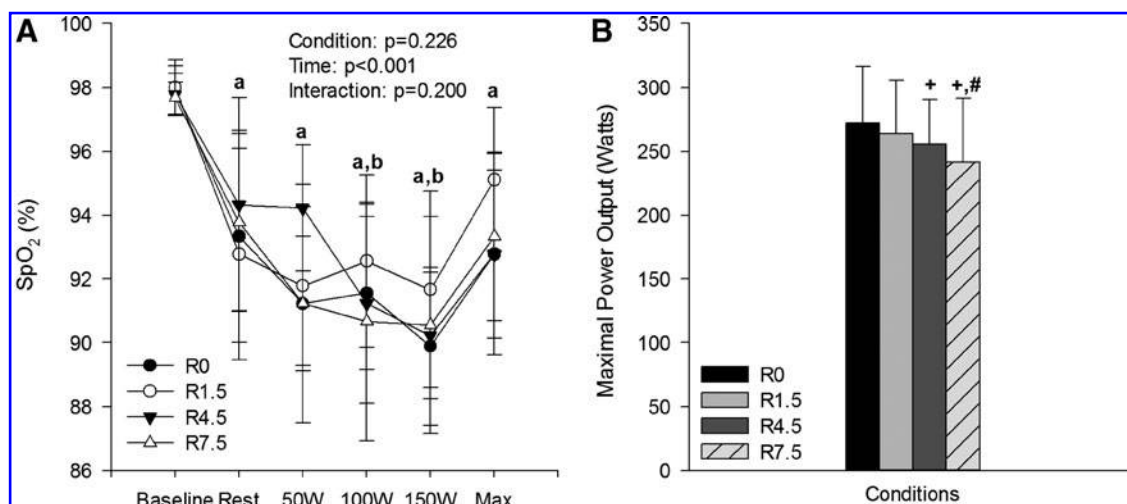 A
100
98
96
94
92
90
88
86
SpO2 (%)
Condition: p=0.226
Time: p<0.001
Interaction: p=0.200
a
a
a,b
a,b
a
R0
R1.5
R4.5
R7.5
Baseline Rest 50W 100W 150W Max
B
350
300
250
200
150
100
50
0
Maximal Power Output (Watts)
+ +,#
R0
R1.5
R4.5
R7.5
Conditions